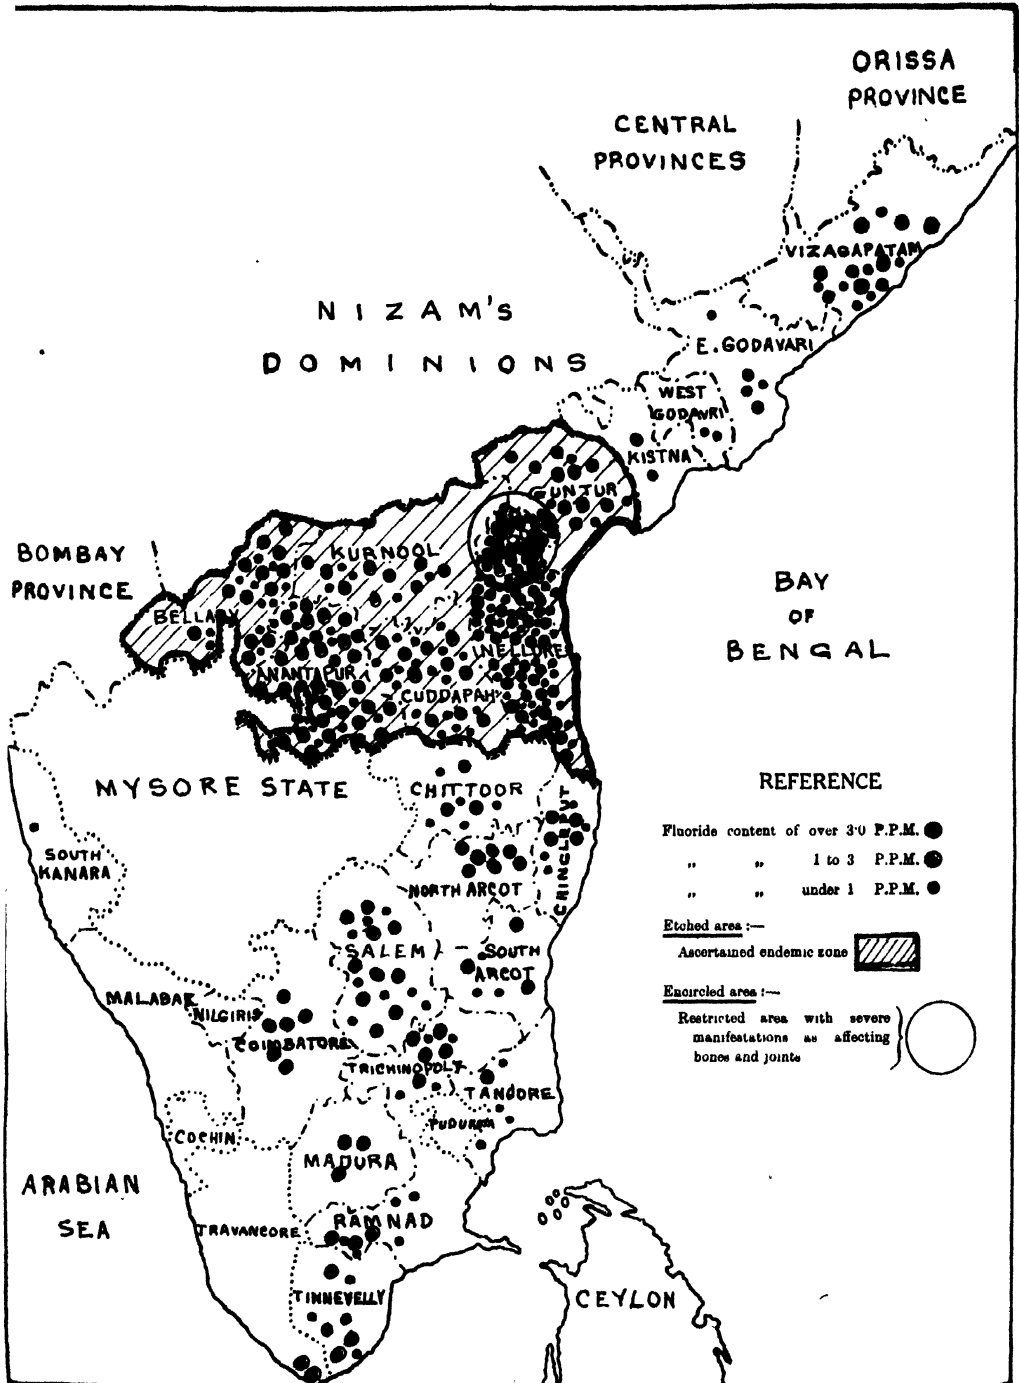 ORISSA
PROVINCE
CENTRAL
PROVINCES
VIZAGAPATAM
NIZAM'S
DOMINIONS
E. GODAVARI
WEST
GODAVRI
KISTNA
GUNTUR
KURNOOL
BOMBAY
PROVINCE
BELLARY
BAY
OF
BENGAL
NELLORE
ANANTAPUR
CUDDAPAH
MYSORE STATE
CHITTOOR
CHINGLEPUT
SOUTH
KANARA
NORTH ARCOT
SALEM
SOUTH
ARCOT
MALABAR
NILGIRIS
COIMBATORE
TRICHINOPLY
TANJORE
PUDUKOTA
COCHIN
MADURA
ARABIAN
SEA
RAMNAD
TRAVANCORE
TINNEVELLY
CEYLON
REFERENCE
Fluoride content of over 3·0 P.P.M.
„ „ 1 to 3 P.P.M.
„ „ under 1 P.P.M.
Etched area :—
Ascertained endemic zone
Encircled area :—
Restricted area with severe
manifestations as affecting
bones and joints